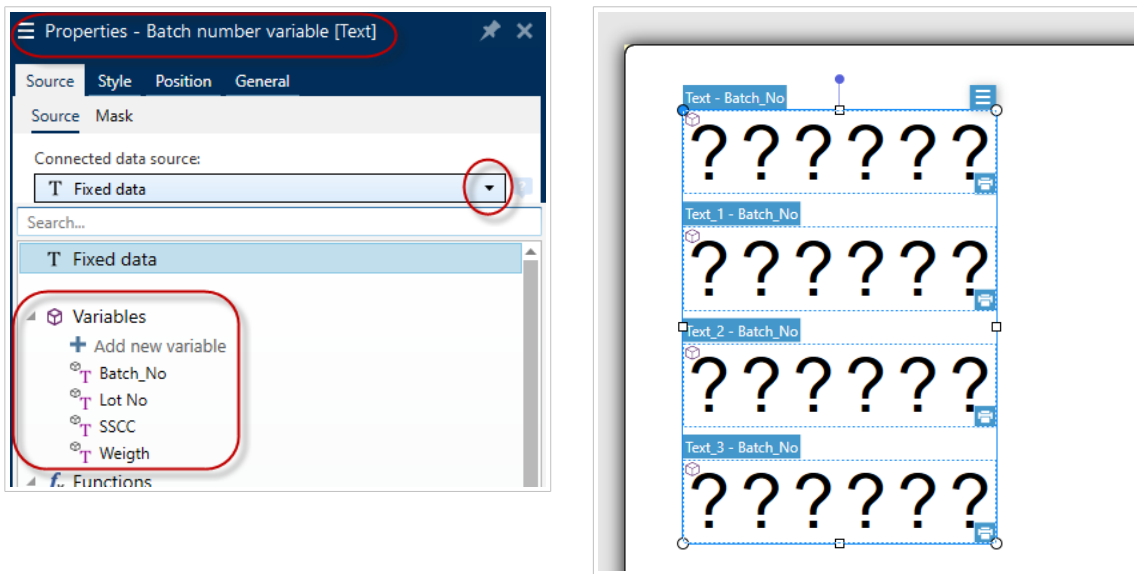 Properties - Batch number variable [Text]
Source Style Position General
Source Mask
Connected data source:
T Fixed data
?
Search...
T Fixed data
Variables
Add new variable
T Batch_No
T Lot No
T SSCC
T Weigth
Functions
Text - Batch_No
??????
Text_1 - Batch_No
??????
Text_2 - Batch_No
??????
Text_3 - Batch_No
??????